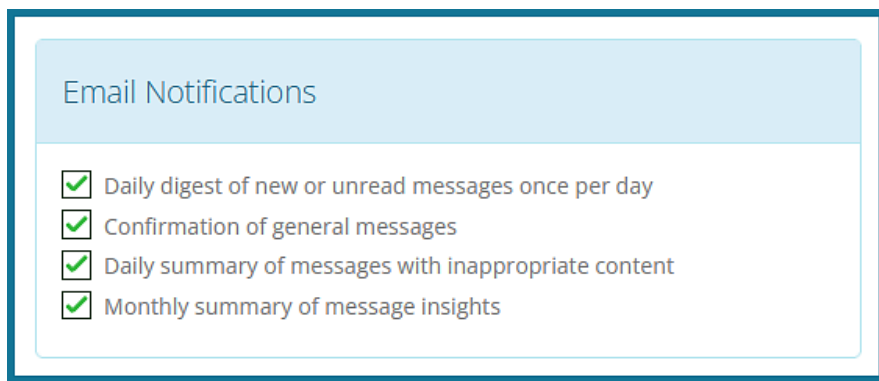 Email Notifications
Daily digest of new or unread messages once per day
Confirmation of general messages
Daily summary of messages with inappropriate content
Monthly summary of message insights